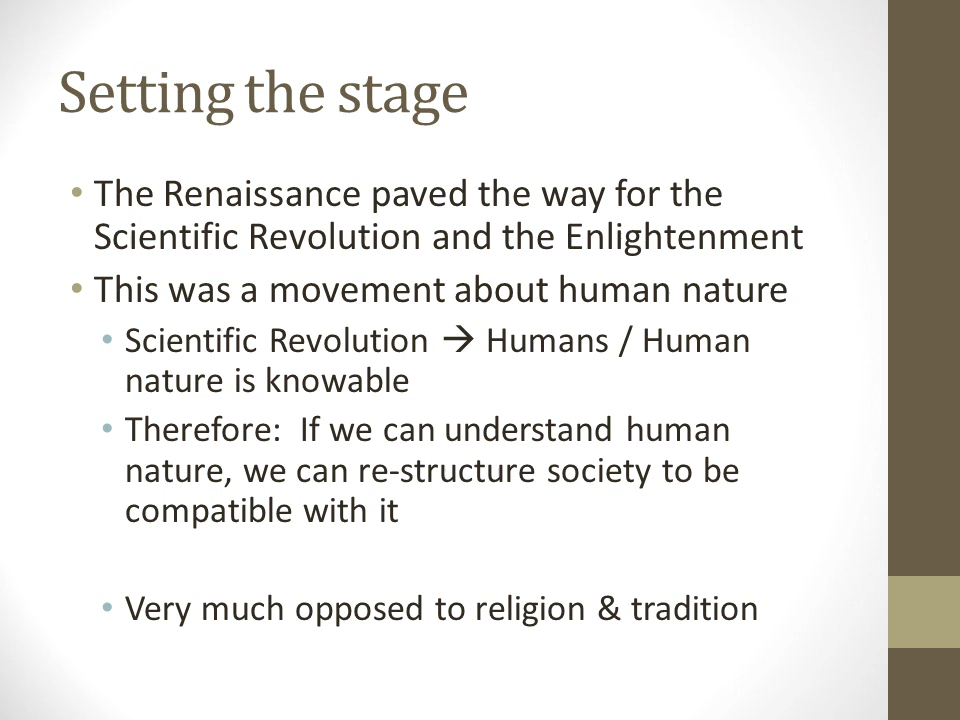 Setting the stage
• The Renaissance paved the way for the
Scientific Revolution and the Enlightenment
• This was a movement about human nature
• Scientific Revolution → Humans / Human
nature is knowable
• Therefore:  If we can understand human
nature, we can re-structure society to be
compatible with it
• Very much opposed to religion & tradition